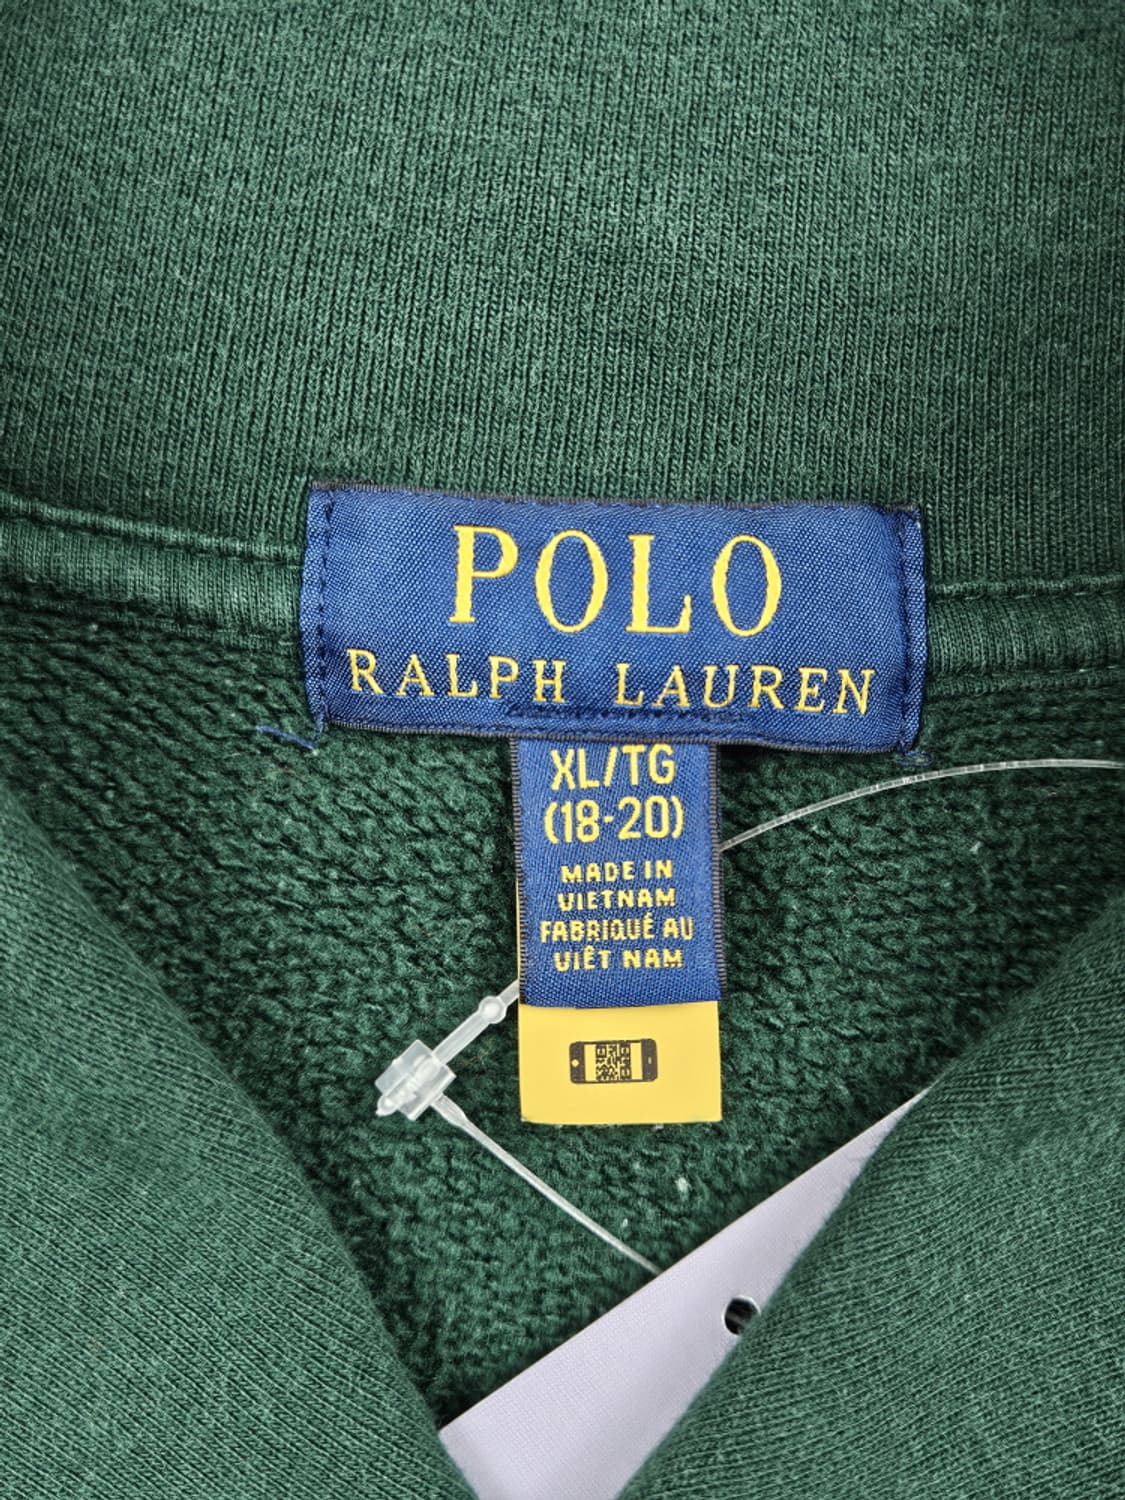 POLO
RALPH LAUREN
XL/TG
(18-20)
MADE IN
VIETNAM
FABRIQUÉ AU
VIÊT NAM